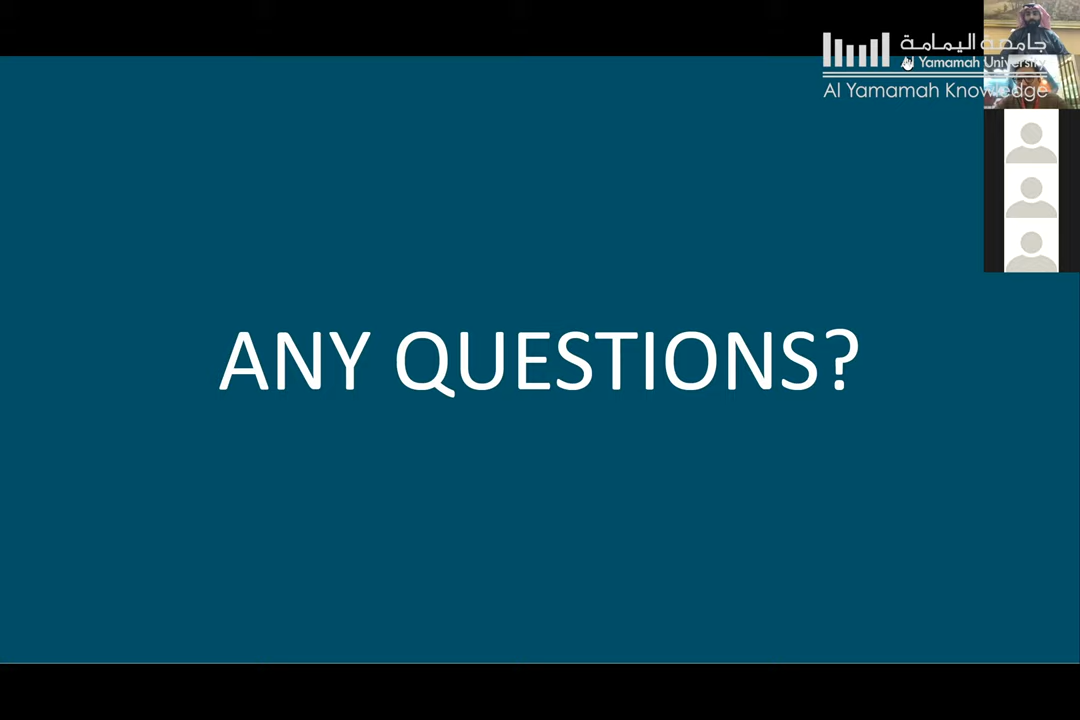 جامعة اليمامة
Al Yamamah University
Al Yamamah Knowledge
ANY QUESTIONS?